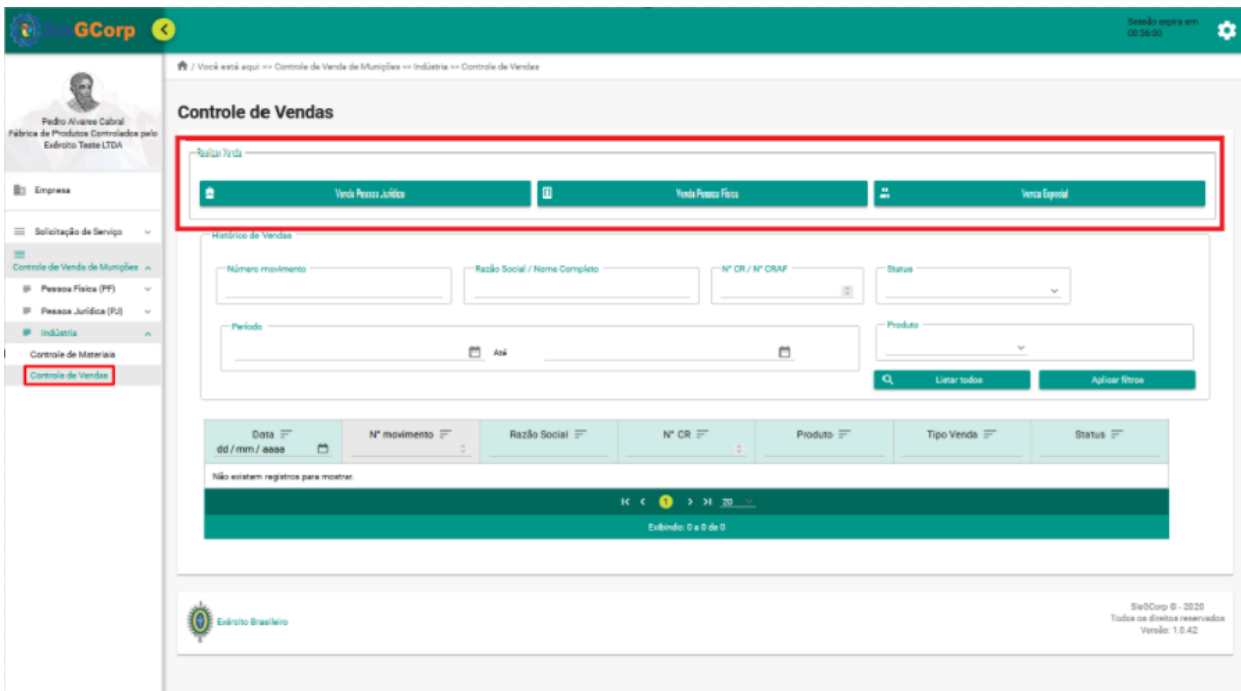 SisGCorp
Sessão expira em
00:56:00
/ Você está aqui >> Controle de Venda de Munições >> Indústria >> Controle de Vendas
Pedro Alvares Cabral
Fábrica de Produtos Controlados pelo
Exército Teste LTDA
Empresa
Solicitação de Serviço
Controle de Venda de Munições
Pessoa Física (PF)
Pessoa Jurídica (PJ)
Indústria
Controle de Materiais
Controle de Vendas
Controle de Vendas
Realizar Venda
Venda Pessoa Jurídica
Venda Pessoa Física
Venda Especial
Histórico de Vendas
Número movimento
Razão Social / Nome Completo
N° CR / N° CRAF
Status
Período
Até
Produto
Listar todos
Aplicar filtros
Data
N° movimento
Razão Social
N° CR
Produto
Tipo Venda
Status
dd/mm/aaaa
Não existem registros para mostrar.
1
20
Exibindo: 0 a 0 de 0
Exército Brasileiro
SisGCorp © - 2020
Todos os direitos reservados
Versão: 1.0.42